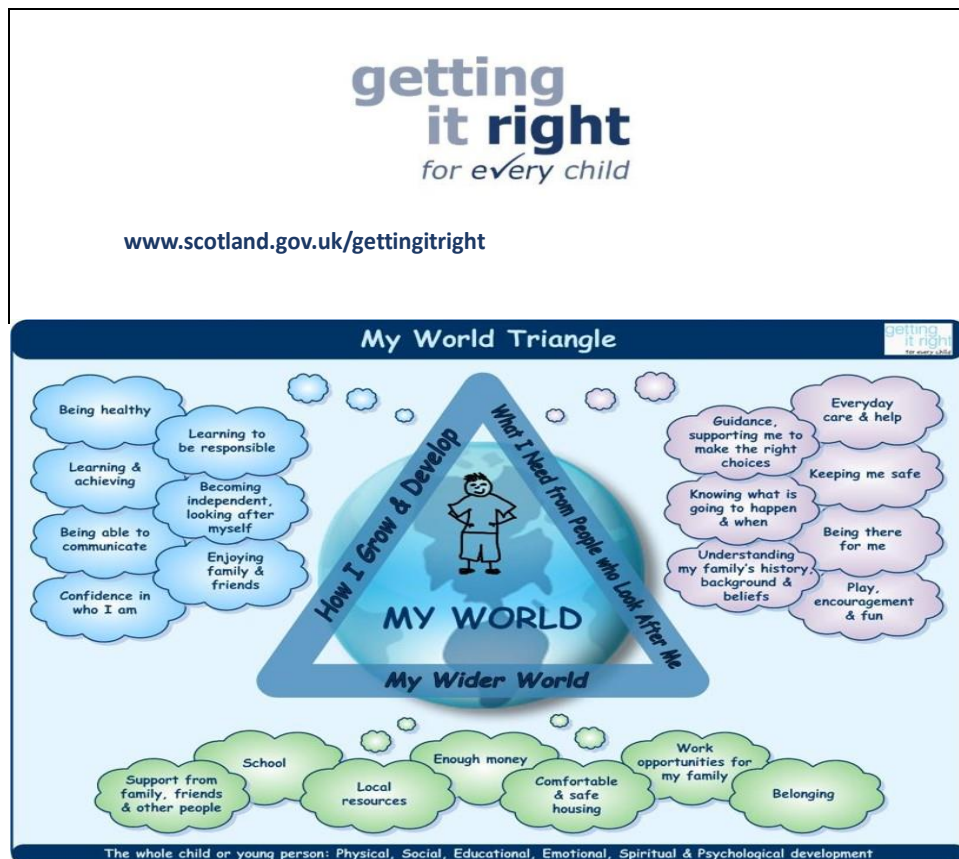 getting
it right
for every child
www.scotland.gov.uk/gettingitright
My World Triangle
getting
it right
for every child
Being healthy
Learning to
be responsible
Learning &
achieving
Becoming
independent,
looking after
myself
Being able to
communicate
Enjoying
family &
friends
Confidence in
who I am
How I Grow & Develop
What I Need from People who Look After Me
MY WORLD
My Wider World
Everyday
care & help
Guidance,
supporting me to
make the right
choices
Keeping me safe
Knowing what is
going to happen
& when
Being there
for me
Understanding
my family's history,
background &
beliefs
Play,
encouragement
& fun
Support from
family, friends
& other people
School
Local
resources
Enough money
Comfortable
& safe
housing
Work
opportunities for
my family
Belonging
The whole child or young person: Physical, Social, Educational, Emotional, Spiritual & Psychological development